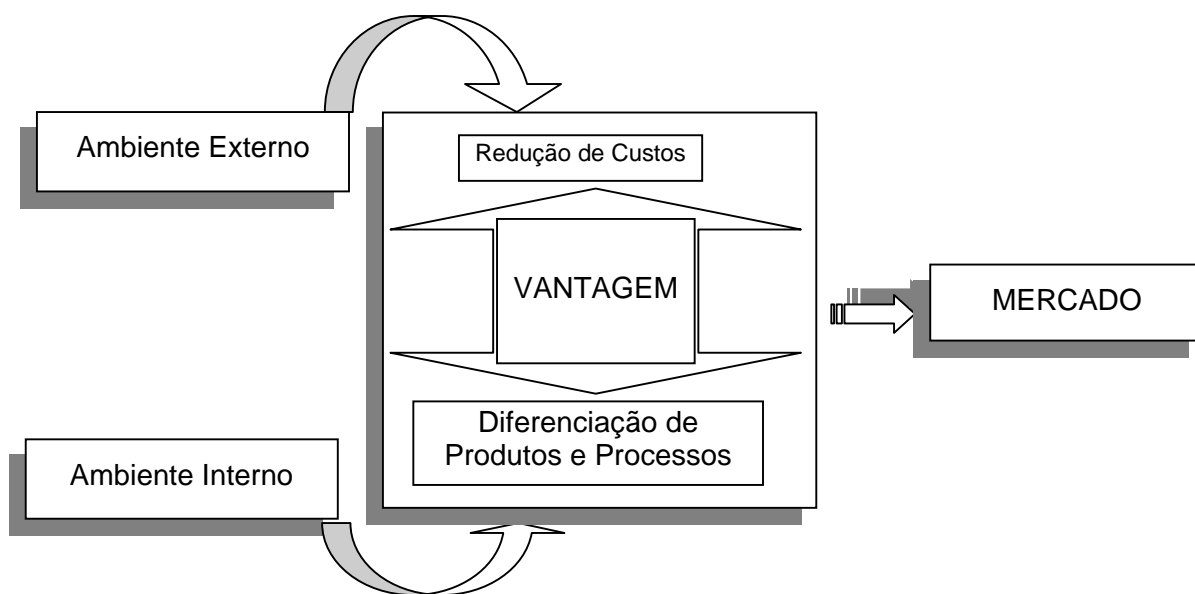 Ambiente Externo
Redução de Custos
VANTAGEM
MERCADO
Diferenciação de
Produtos e Processos
Ambiente Interno